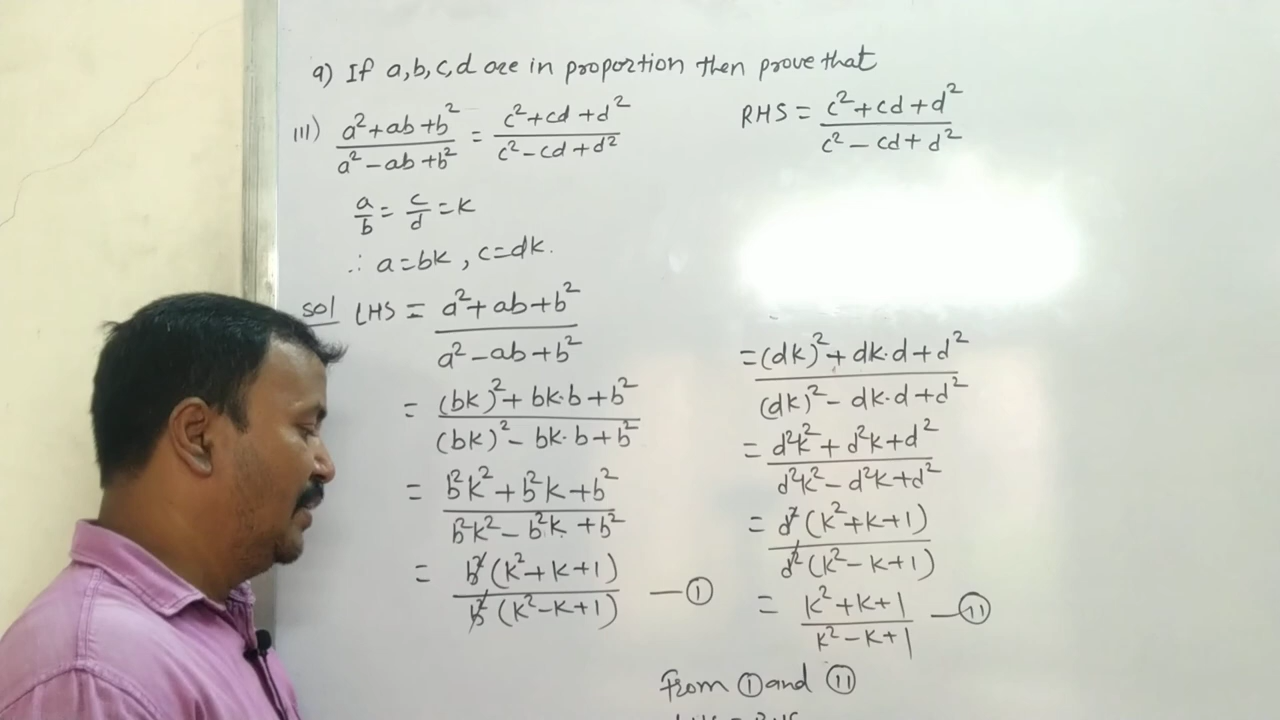 9) If a,b,c,d are in proportion then prove that
111) a²+ab+b² / a²-ab+b² = c²+cd+d² / c²-cd+d²
a/b = c/d = k
∴ a=bk, c=dk.
sol LHS = a²+ab+b² / a²-ab+b²
= (bk)²+bk·b+b² / (bk)²-bk·b+b²
= b²k²+b²k+b² / b²k²-b²k+b²
= b²(k²+k+1) / b²(k²-k+1) — ①
RHS = c²+cd+d² / c²-cd+d²
= (dk)²+dk·d+d² / (dk)²-dk·d+d²
= d²k²+d²k+d² / d²k²-d²k+d²
= d²(k²+k+1) / d²(k²-k+1)
= k²+k+1 / k²-k+1 — ⑪
From ① and ⑪